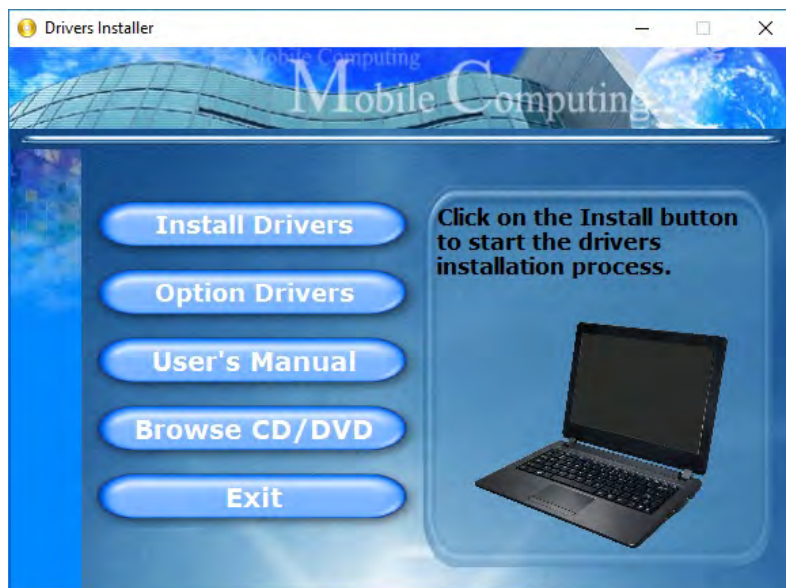 Drivers Installer
Mobile Computing
Mobile Computing
Install Drivers
Option Drivers
User's Manual
Browse CD/DVD
Exit
Click on the Install button
to start the drivers
installation process.